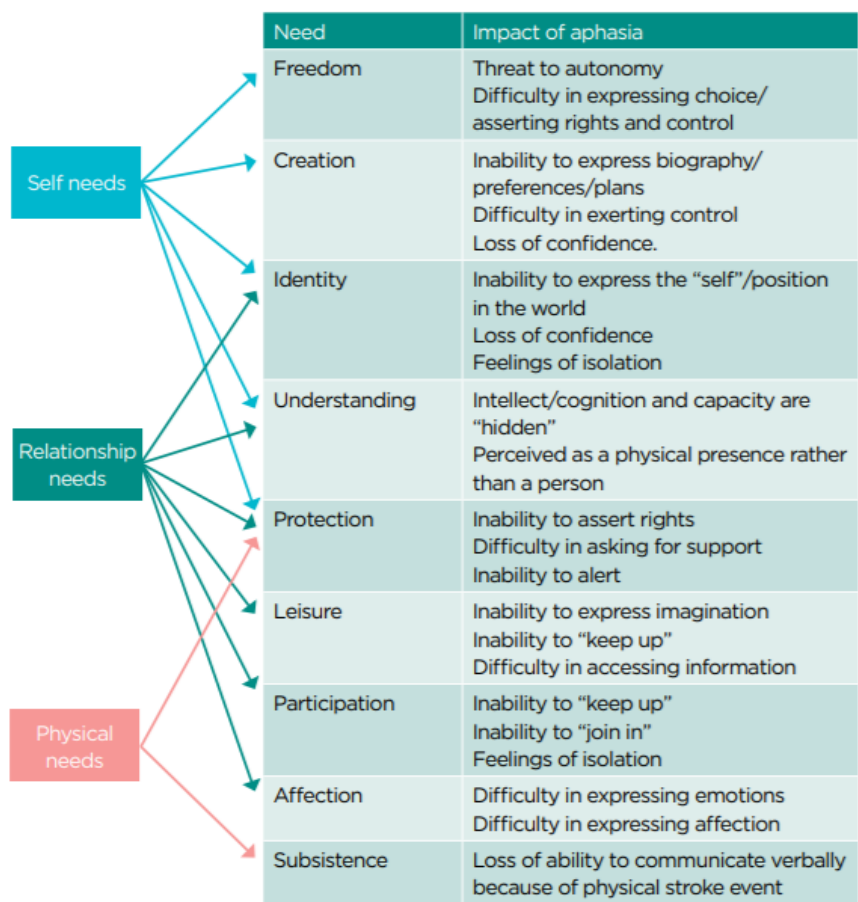 Need Impact of aphasia
Freedom Threat to autonomy
Difficulty in expressing choice/
asserting rights and control
Self needs
Creation Inability to express biography/
preferences/plans
Difficulty in exerting control
Loss of confidence.
Identity Inability to express the “self”/position
in the world
Loss of confidence
Feelings of isolation
Relationship
needs
Understanding Intellect/cognition and capacity are
“hidden”
Perceived as a physical presence rather
than a person
Protection Inability to assert rights
Difficulty in asking for support
Inability to alert
Leisure Inability to express imagination
Inability to “keep up”
Difficulty in accessing information
Physical
needs
Participation Inability to “keep up”
Inability to “join in”
Feelings of isolation
Affection Difficulty in expressing emotions
Difficulty in expressing affection
Subsistence Loss of ability to communicate verbally
because of physical stroke event